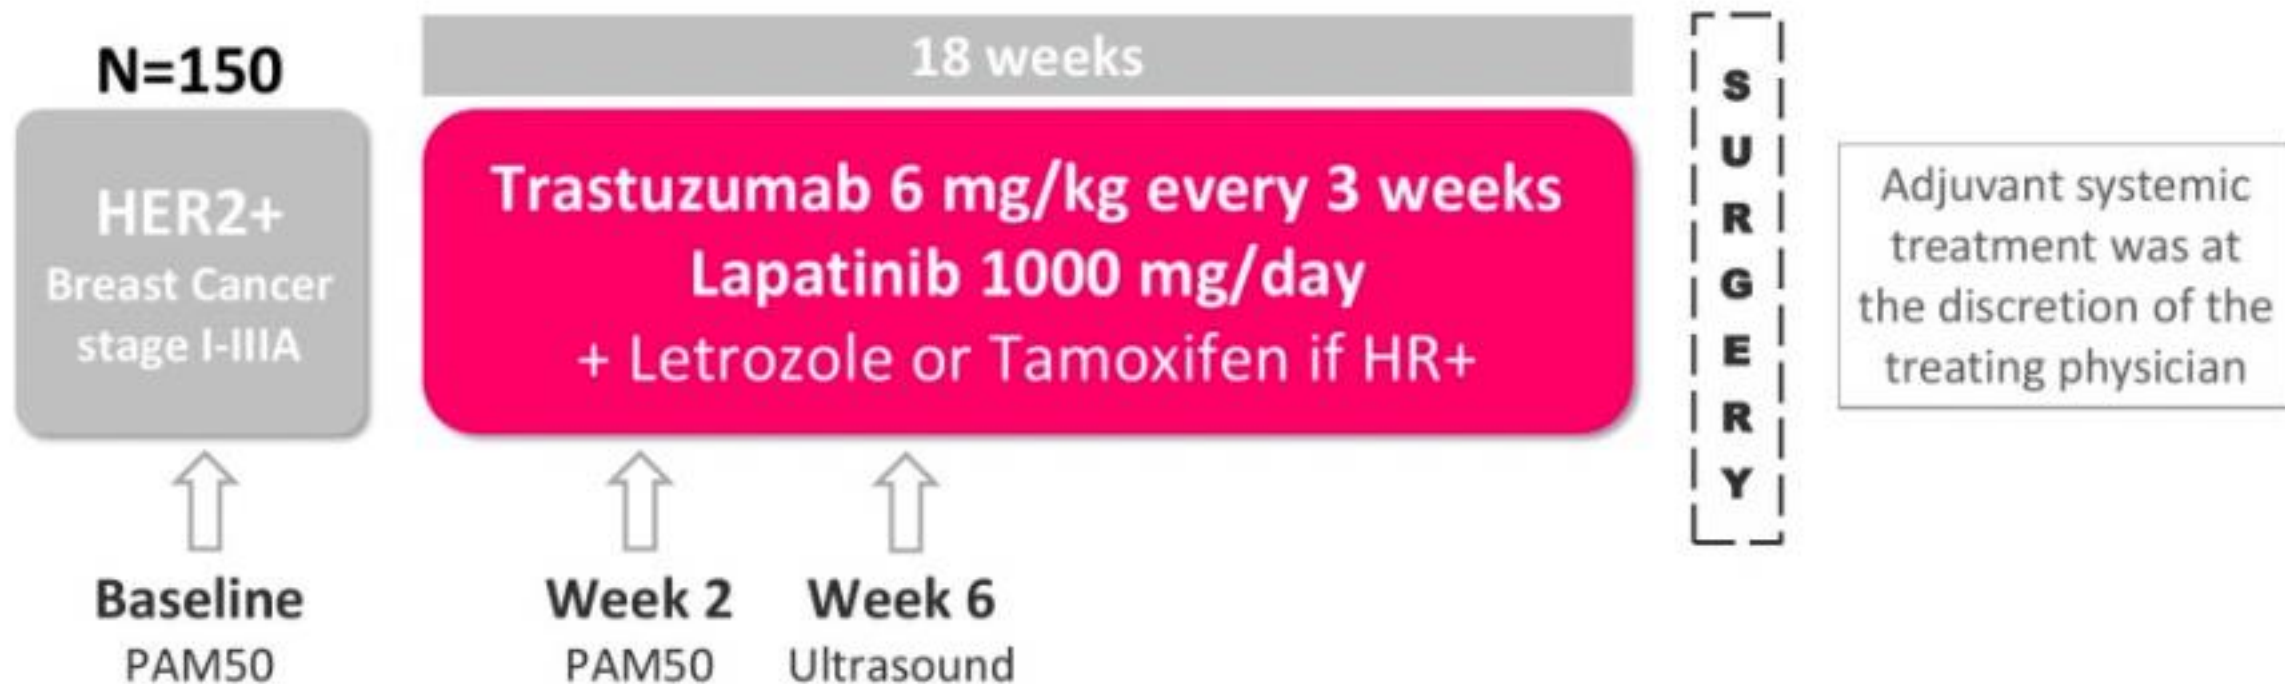 N=150
HER2+
Breast Cancer
stage I-IIIA
18 weeks
Trastuzumab 6 mg/kg every 3 weeks
Lapatinib 1000 mg/day
+ Letrozole or Tamoxifen if HR+
SURGERY
Adjuvant systemic
treatment was at
the discretion of the
treating physician
Baseline
PAM50
Week 2
PAM50
Week 6
Ultrasound